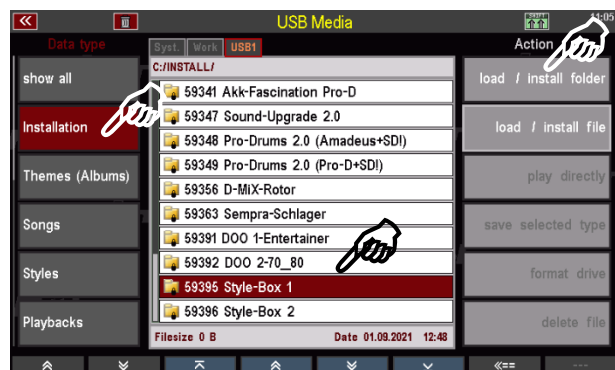 USB Media
11:05
Data type
Syst. Work USB1
Action
C:/INSTALL/
show all
Installation
Themes (Albums)
Songs
Styles
Playbacks
59341 Akk-Fascination Pro-D
59347 Sound-Upgrade 2.0
59348 Pro-Drums 2.0 (Amadeus+SD!)
59349 Pro-Drums 2.0 (Pro-D+SD!)
59356 D-MiX-Rotor
59363 Sempra-Schlager
59391 DOO 1-Entertainer
59392 DOO 2-70_80
59395 Style-Box 1
59396 Style-Box 2
Filesize 0 B Date 01.09.2021 12:48
load / install folder
load / install file
play directly
save selected type
format drive
delete file
«== ---